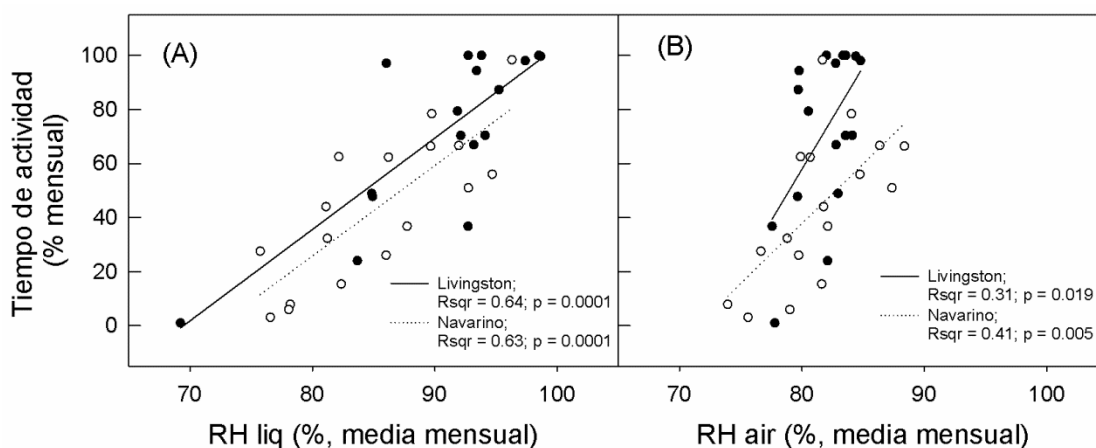 (A)
(B)
Tiempo de actividad
(% mensual)
100
80
60
40
20
0
Livingston;
Rsqr = 0.64; p = 0.0001
Navarino;
Rsqr = 0.63; p = 0.0001
Livingston;
Rsqr = 0.31; p = 0.019
Navarino;
Rsqr = 0.41; p = 0.005
70 80 90 100
70 80 90 100
RH liq (%, media mensual)
RH air (%, media mensual)